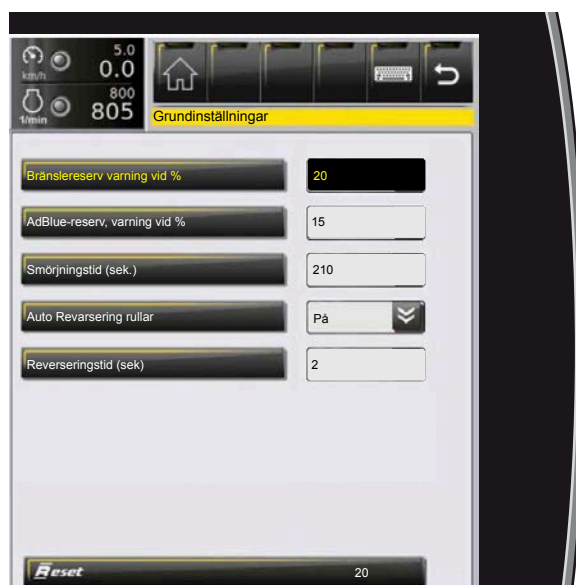 5.0
km/h 0.0
800
1/min 805
Grundinställningar
Bränslereserv varning vid % 20
AdBlue-reserv, varning vid % 15
Smörjningstid (sek.) 210
Auto Revarsering rullar På
Reverseringstid (sek) 2
Reset 20